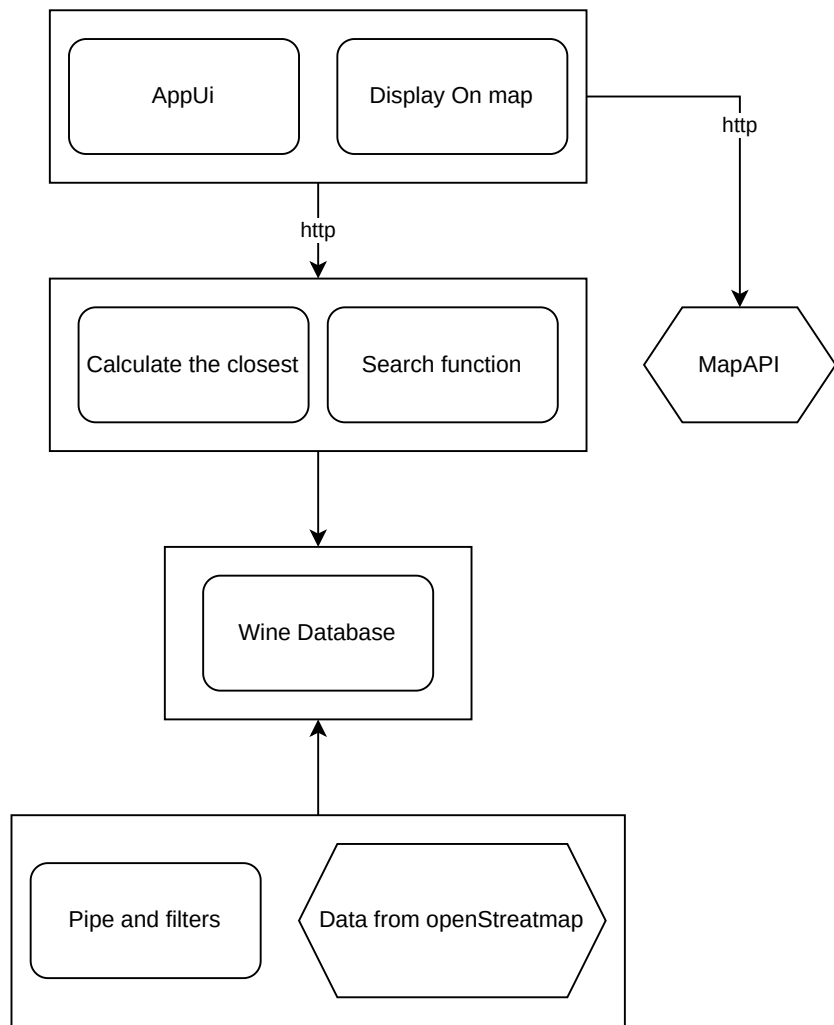 AppUi
Display On map
http
http
Calculate the closest
Search function
MapAPI
Wine Database
Pipe and filters
Data from openStreatmap